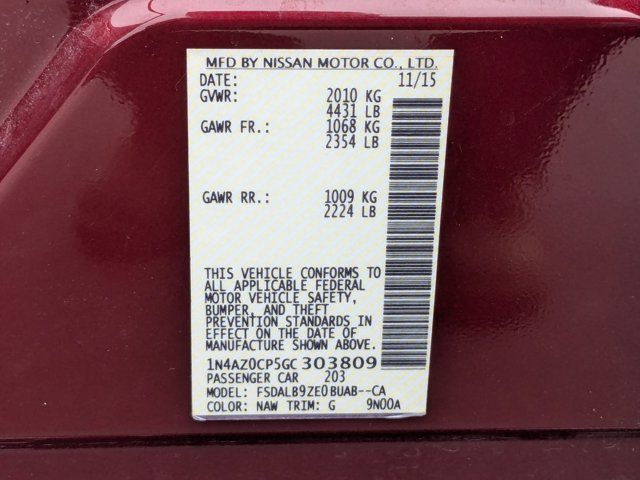 MFD BY NISSAN MOTOR CO., LTD.
DATE: 11/15
GVWR: 2010 KG
4431 LB
GAWR FR.: 1068 KG
2354 LB
GAWR RR.: 1009 KG
2224 LB
THIS VEHICLE CONFORMS TO
ALL APPLICABLE FEDERAL
MOTOR VEHICLE SAFETY,
BUMPER, AND THEFT
PREVENTION STANDARDS IN
EFFECT ON THE DATE OF
MANUFACTURE SHOWN ABOVE.
1N4AZ0CP5GC303809
PASSENGER CAR 203
MODEL: FSDALB9ZE0BUAB--CA
COLOR: NAW TRIM: G 9N00A